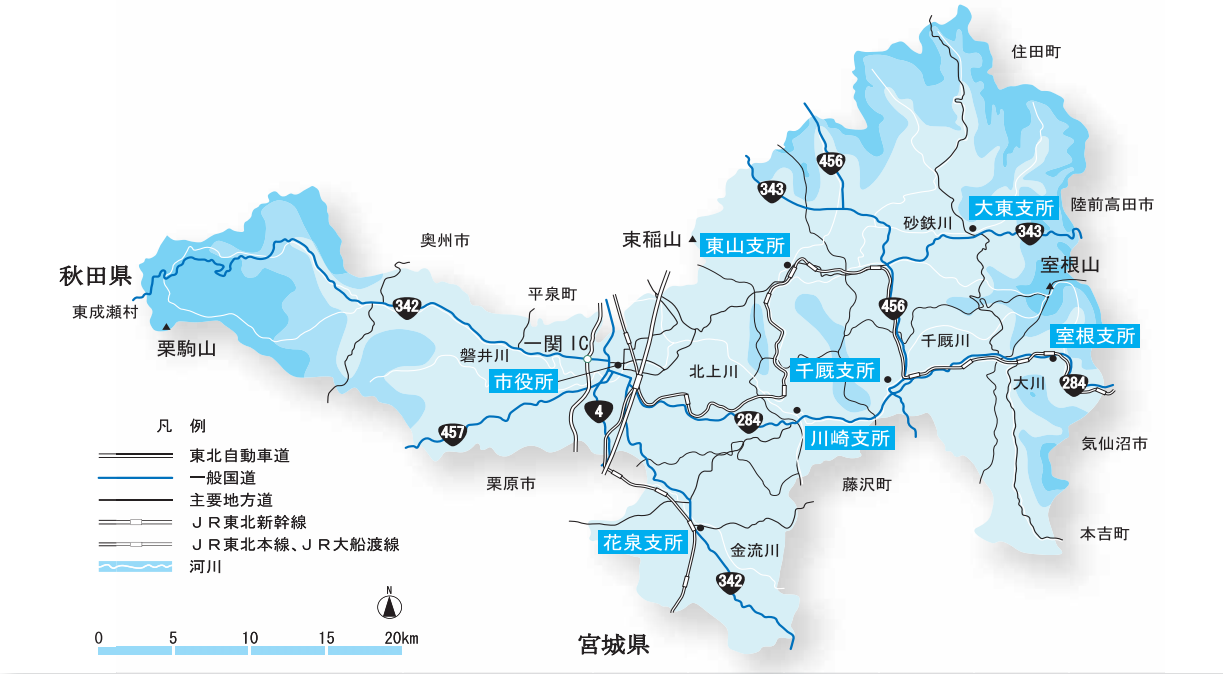 住田町
456
343
大東支所
陸前高田市
砂鉄川
343
奥州市
束稲山
東山支所
室根山
秋田県
東成瀬村
平泉町
342
456
栗駒山
一関IC
磐井川
千厩川
室根支所
市役所
北上川
千厩支所
大川
284
4
284
457
川崎支所
凡 例
東北自動車道
一般国道
主要地方道
JR東北新幹線
JR東北本線、JR大船渡線
河川
栗原市
藤沢町
気仙沼市
本吉町
花泉支所
金流川
342
N
0 5 10 15 20km
宮城県